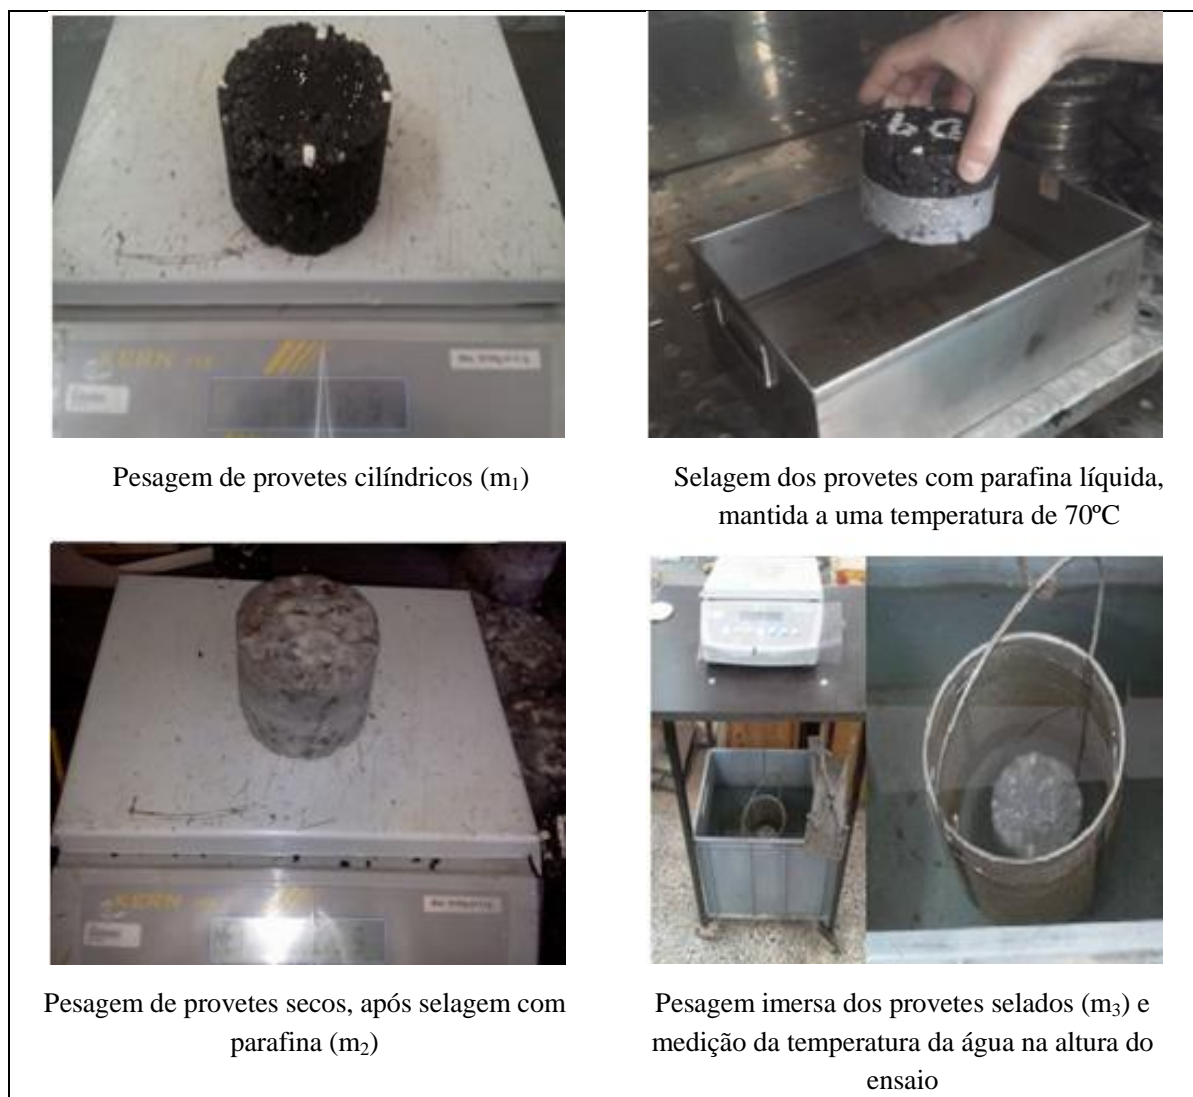 KERN
Pesagem de provetes cilíndricos (m₁)
Selagem dos provetes com parafina líquida,
mantida a uma temperatura de 70ºC
KERN
Pesagem de provetes secos, após selagem com
parafina (m₂)
Pesagem imersa dos provetes selados (m₃) e
medição da temperatura da água na altura do
ensaio